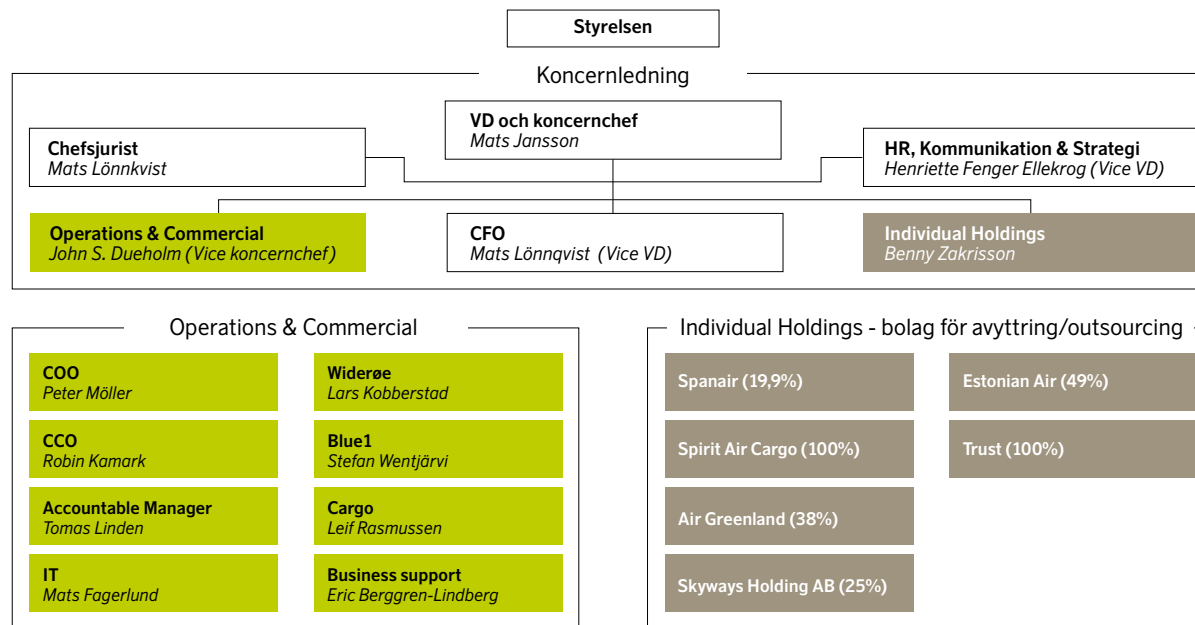 Styrelsen
Koncernledning
VD och koncernchef
Mats Jansson
Chefsjurist
Mats Lönnkvist
HR, Kommunikation & Strategi
Henriette Fenger Ellekrog (Vice VD)
Operations & Commercial
John S. Dueholm (Vice koncernchef)
CFO
Mats Lönnqvist (Vice VD)
Individual Holdings
Benny Zakrisson
Operations & Commercial
COO
Peter Möller
Widerøe
Lars Kobberstad
CCO
Robin Kamark
Blue1
Stefan Wentjärvi
Accountable Manager
Tomas Linden
Cargo
Leif Rasmussen
IT
Mats Fagerlund
Business support
Eric Berggren-Lindberg
Individual Holdings - bolag för avyttring/outsourcing
Spanair (19,9%)
Estonian Air (49%)
Spirit Air Cargo (100%)
Trust (100%)
Air Greenland (38%)
Skyways Holding AB (25%)